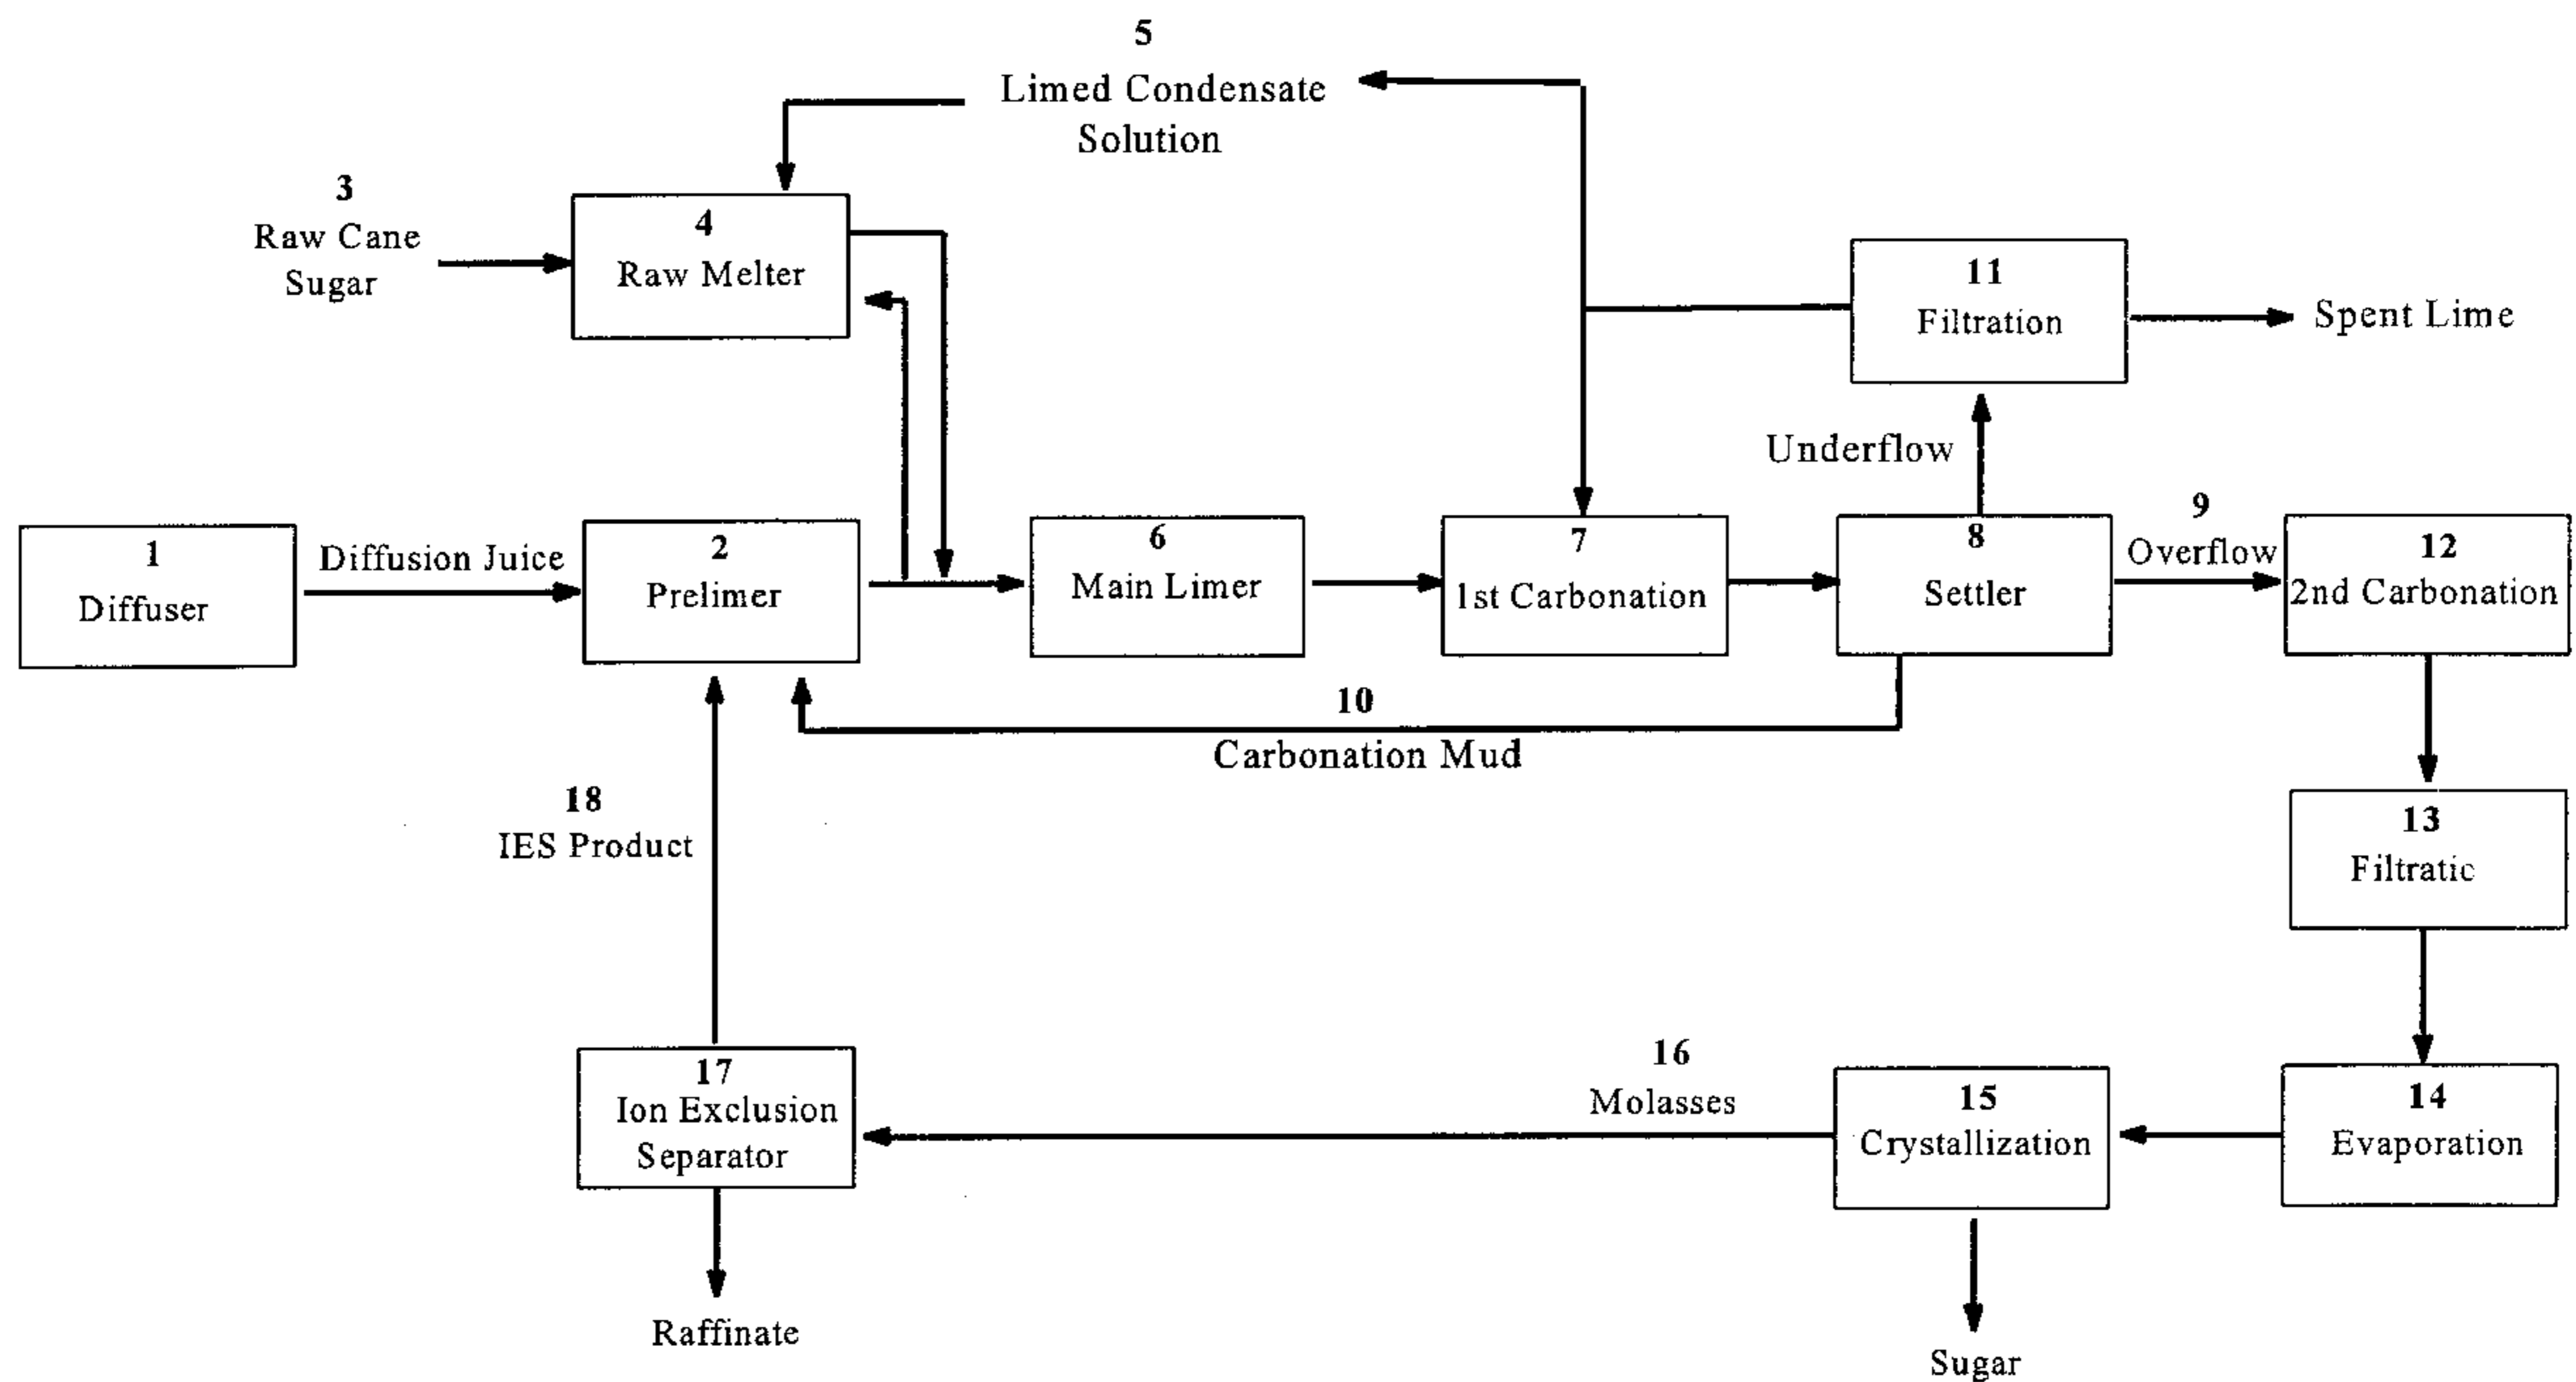 5
Limed Condensate
Solution
3
Raw Cane
Sugar
4
Raw Melter
11
Filtration
Spent Lime
Underflow
1
Diffuser
Diffusion Juice
2
Prelimer
6
Main Limer
7
1st Carbonation
8
Settler
9
Overflow
12
2nd Carbonation
10
Carbonation Mud
18
IES Product
13
Filtratic
17
Ion Exclusion
Separator
16
Molasses
15
Crystallization
14
Evaporation
Raffinate
Sugar